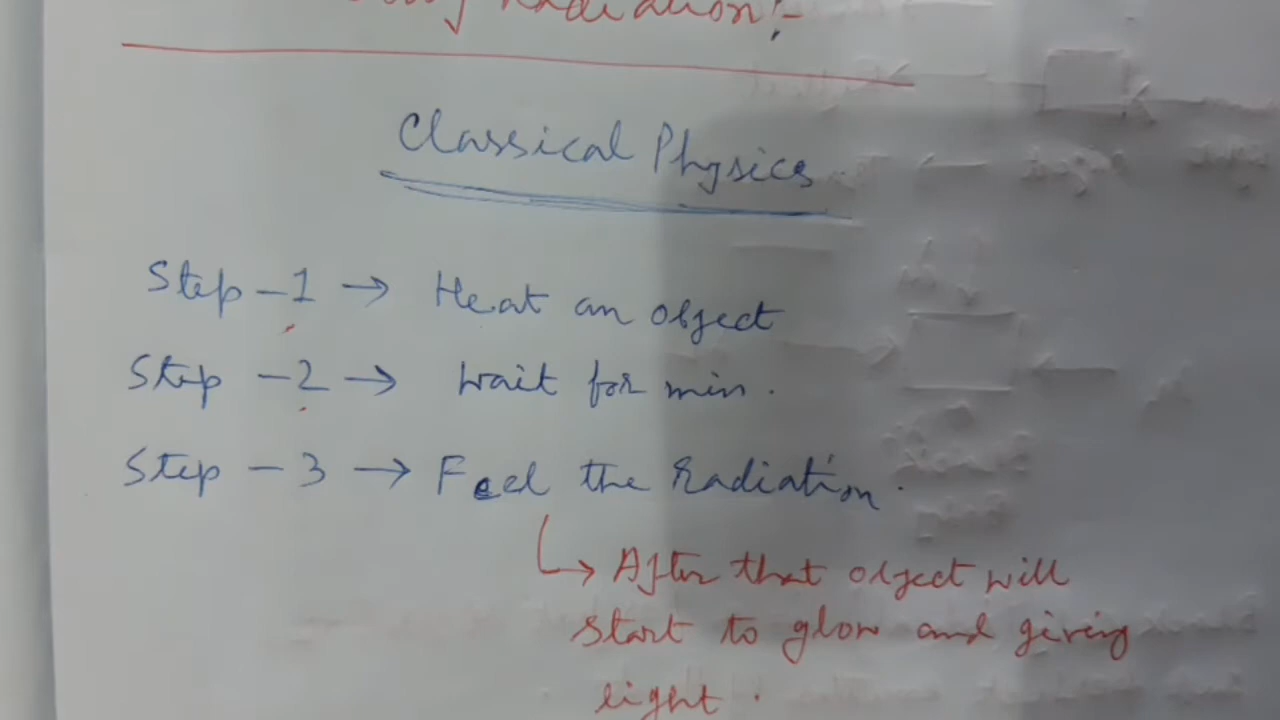 Radiation:-
Classical Physics
Step-1 → Heat an object
Step -2 → wait for min.
Step - 3 → Feel the Radiation.
↳ After that object will
start to glow and giving
light.